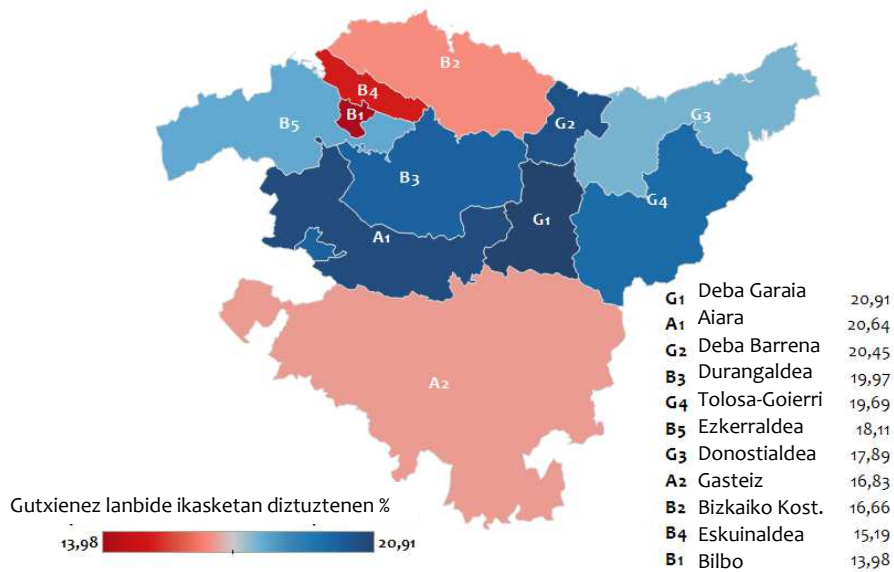 B2
B4
B1
B5
G2
G3
B3
G4
A1
G1
A2
G1 Deba Garaia 20,91
A1 Aiara 20,64
G2 Deba Barrena 20,45
B3 Durangaldea 19,97
G4 Tolosa-Goierri 19,69
B5 Ezkerraldea 18,11
G3 Donostialdea 17,89
A2 Gasteiz 16,83
B2 Bizkaiko Kost. 16,66
B4 Eskuinaldea 15,19
B1 Bilbo 13,98
Gutxienez lanbide ikasketan diztuztenen %
13,98 20,91